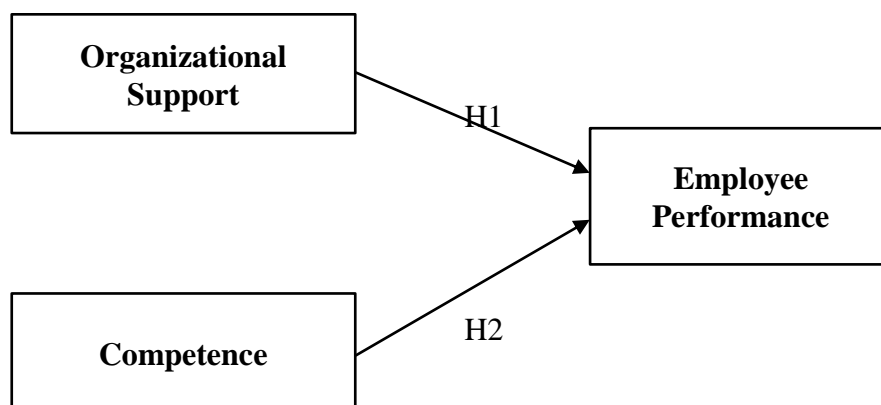 Organizational
Support
H1
Employee
Performance
H2
Competence